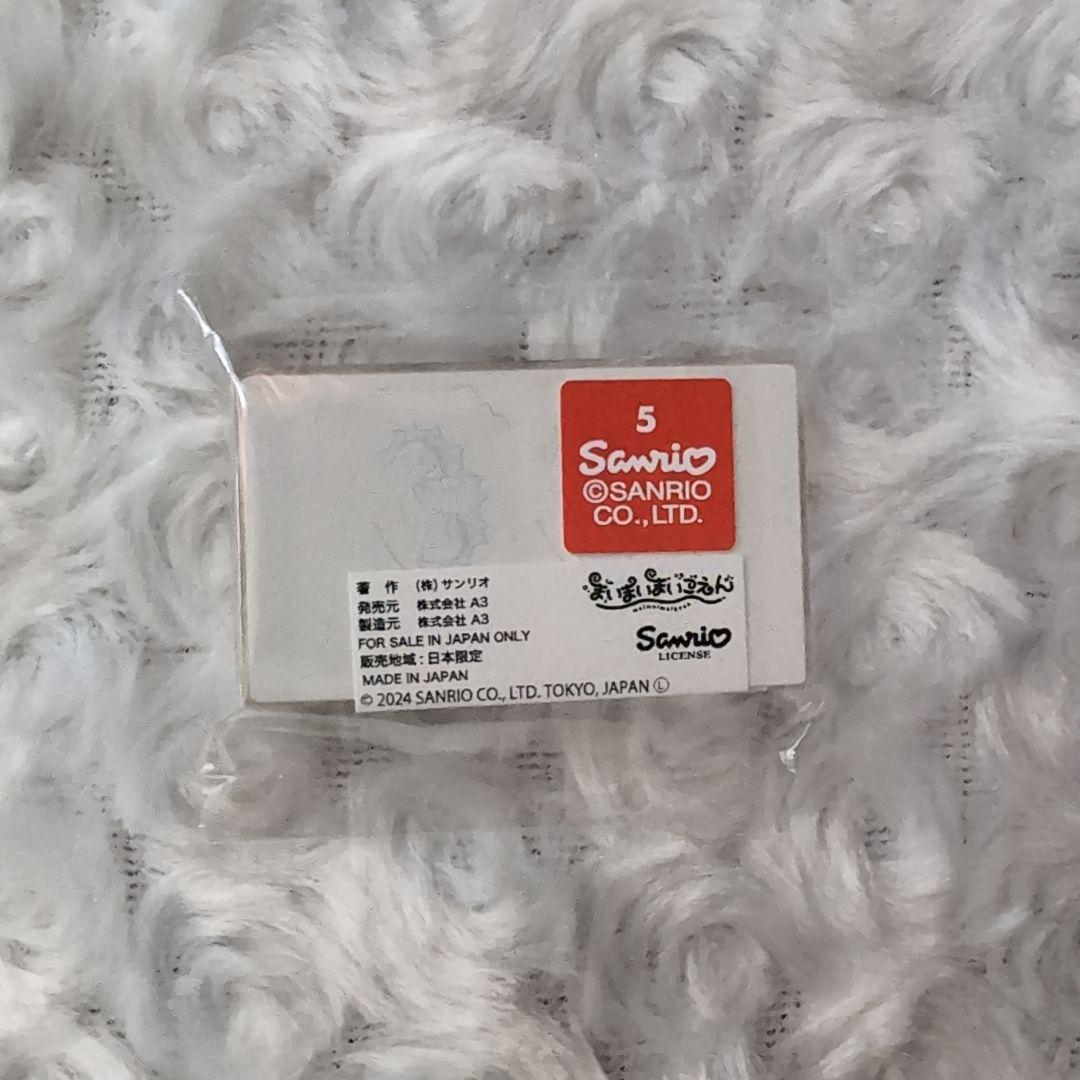 5
Sanrio
©SANRIO
CO., LTD.
著 作 (株)サンリオ
発売元 株式会社 A3
製造元 株式会社 A3
FOR SALE IN JAPAN ONLY
販売地域:日本限定
MADE IN JAPAN
© 2024 SANRIO CO., LTD. TOKYO, JAPAN Ⓛ
まいまいまいごえん
maimaimaigoen
Sanrio
LICENSE